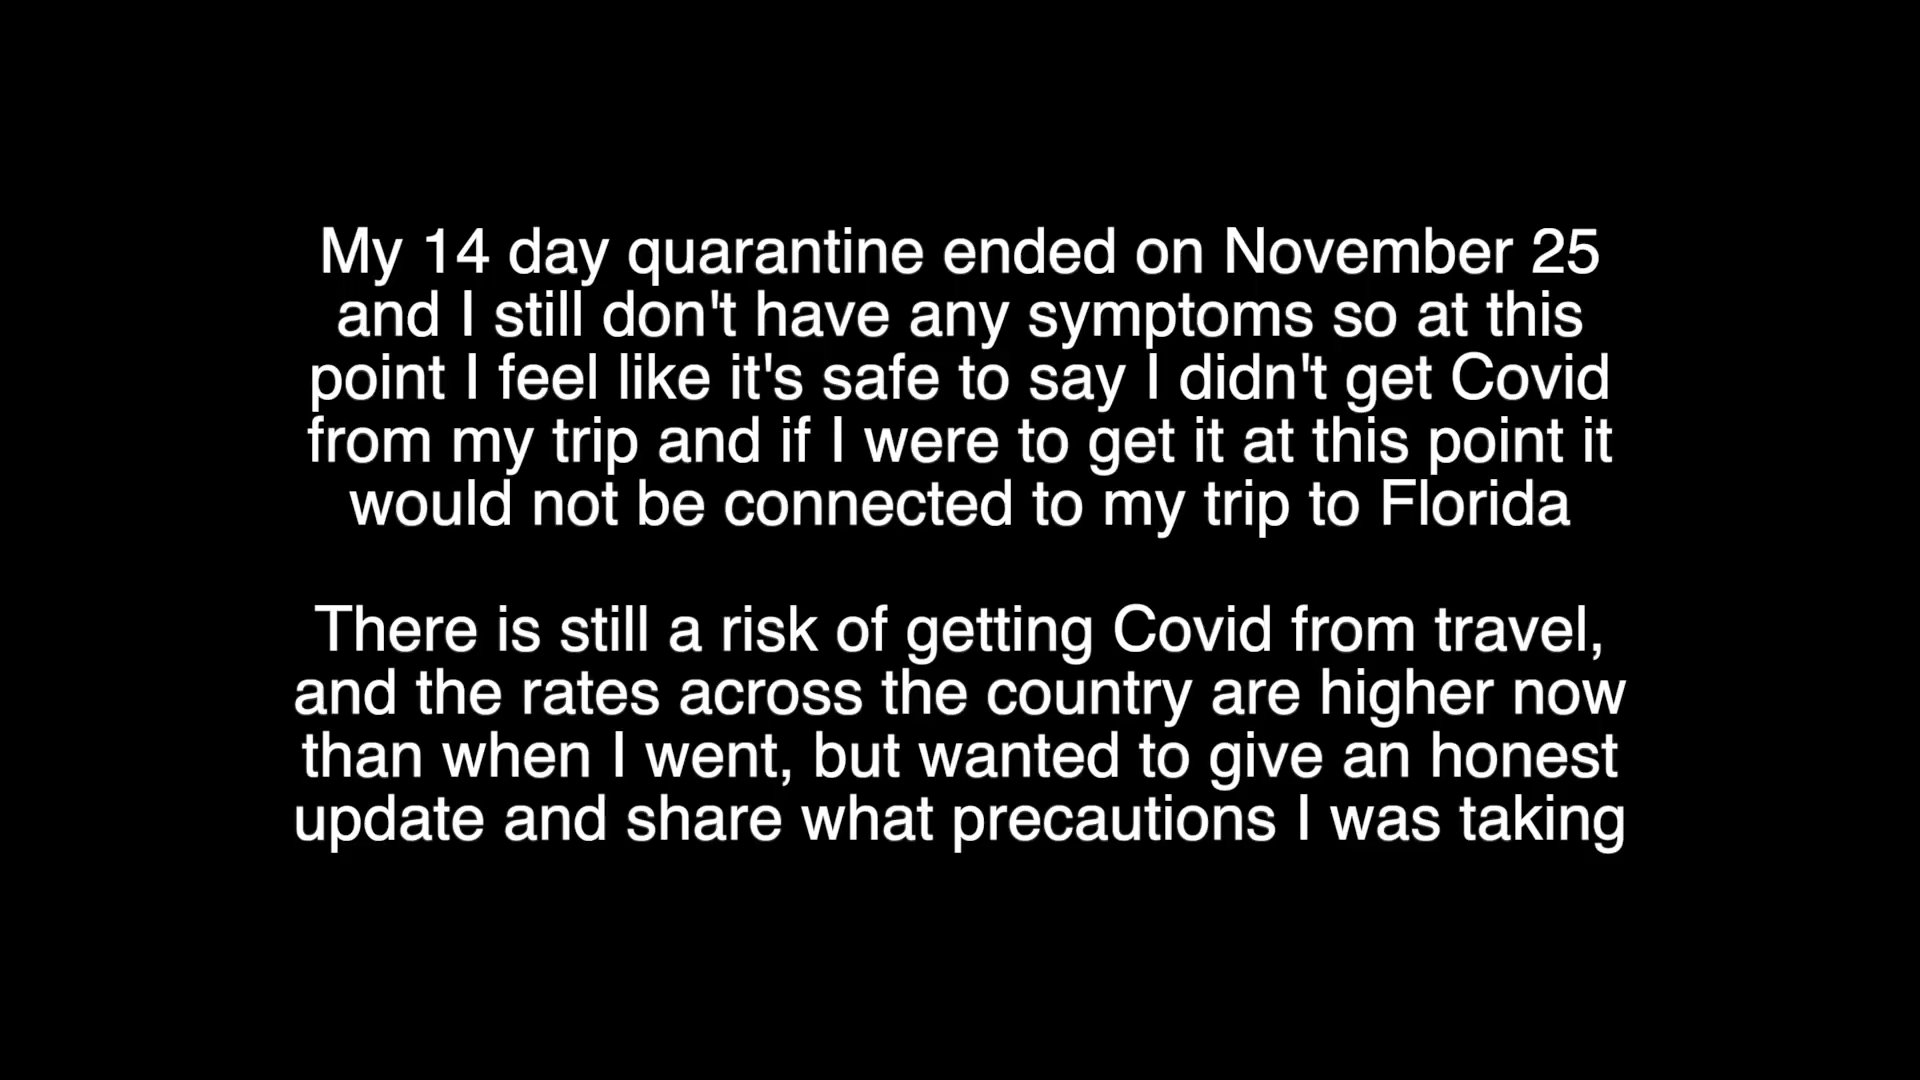 My 14 day quarantine ended on November 25
and I still don't have any symptoms so at this
point I feel like it's safe to say I didn't get Covid
from my trip and if I were to get it at this point it
would not be connected to my trip to Florida
There is still a risk of getting Covid from travel,
and the rates across the country are higher now
than when I went, but wanted to give an honest
update and share what precautions I was taking